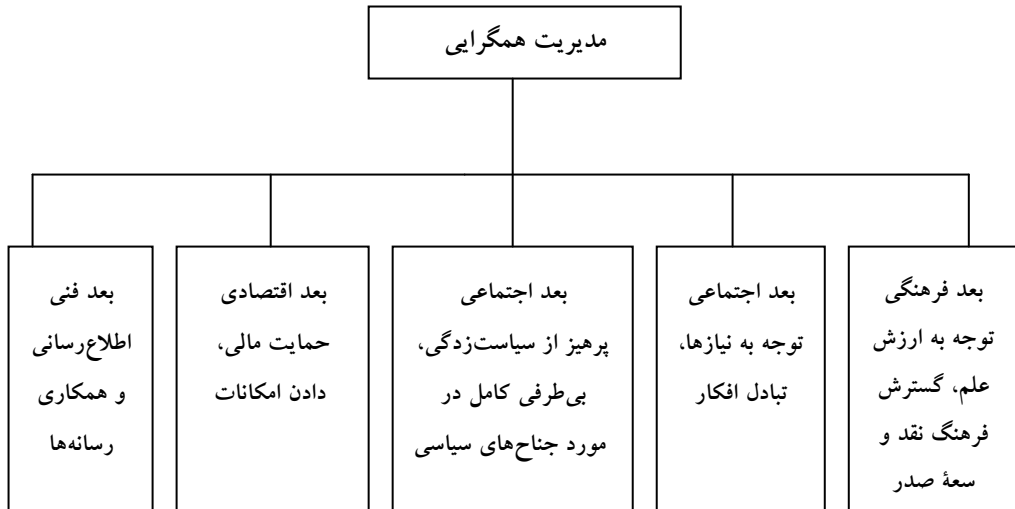 مدیریت همگرایی
بعد فرهنگی
توجه به ارزش
علم، گسترش
فرهنگ نقد و
سعهٔ صدر
بعد اجتماعی
توجه به نیازها،
تبادل افکار
بعد اجتماعی
پرهیز از سیاست‌زدگی،
بی‌طرفی کامل در
مورد جناح‌های سیاسی
بعد اقتصادی
حمایت مالی،
دادن امکانات
بعد فنی
اطلاع‌رسانی
و همکاری
رسانه‌ها